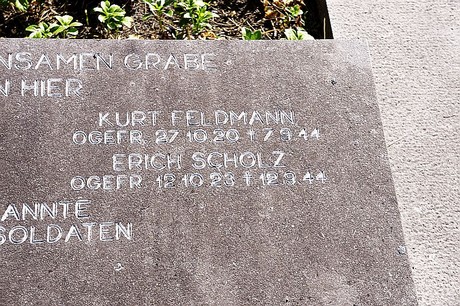 NSAMEN GRABE
N HIER
KURT FELDMANN
OGEFR. 27.10.20 † 7.9.44
ERICH SCHOLZ
OGEFR. 12.10.23 † 12.9.44
ANNTE
SOLDATEN